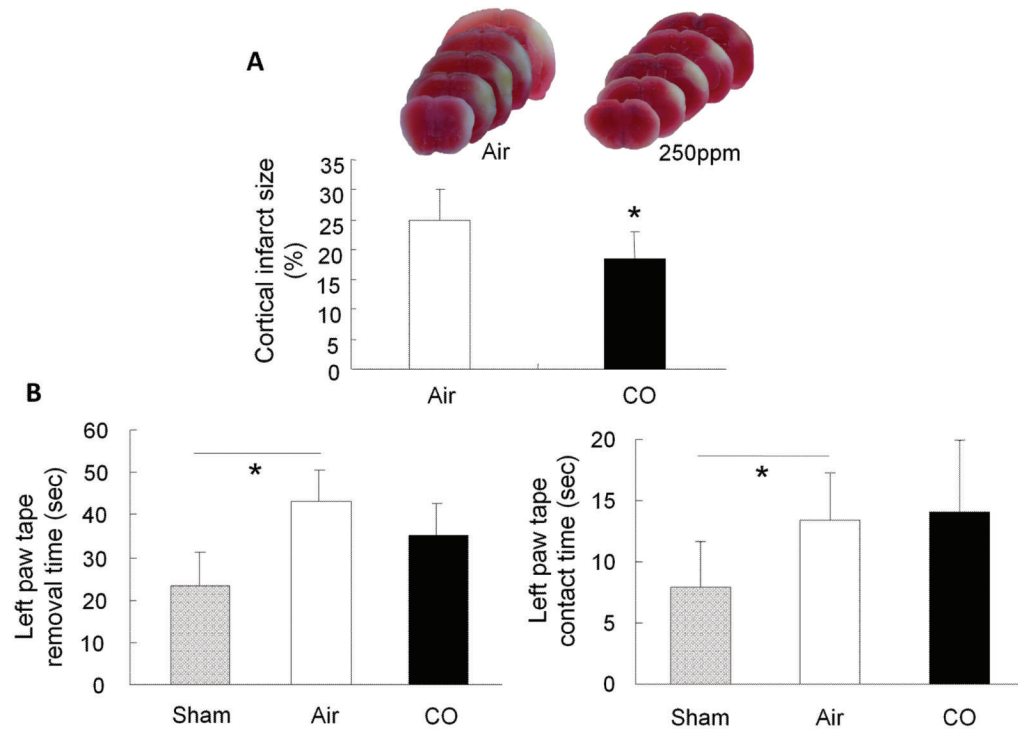 A
Air
250ppm
Cortical infarct size
(%)
35
30
25
20
15
10
5
0
*
Air
CO
B
Left paw tape
removal time (sec)
60
50
40
30
20
10
0
*
Sham
Air
CO
Left paw tape
contact time (sec)
20
15
10
5
0
*
Sham
Air
CO